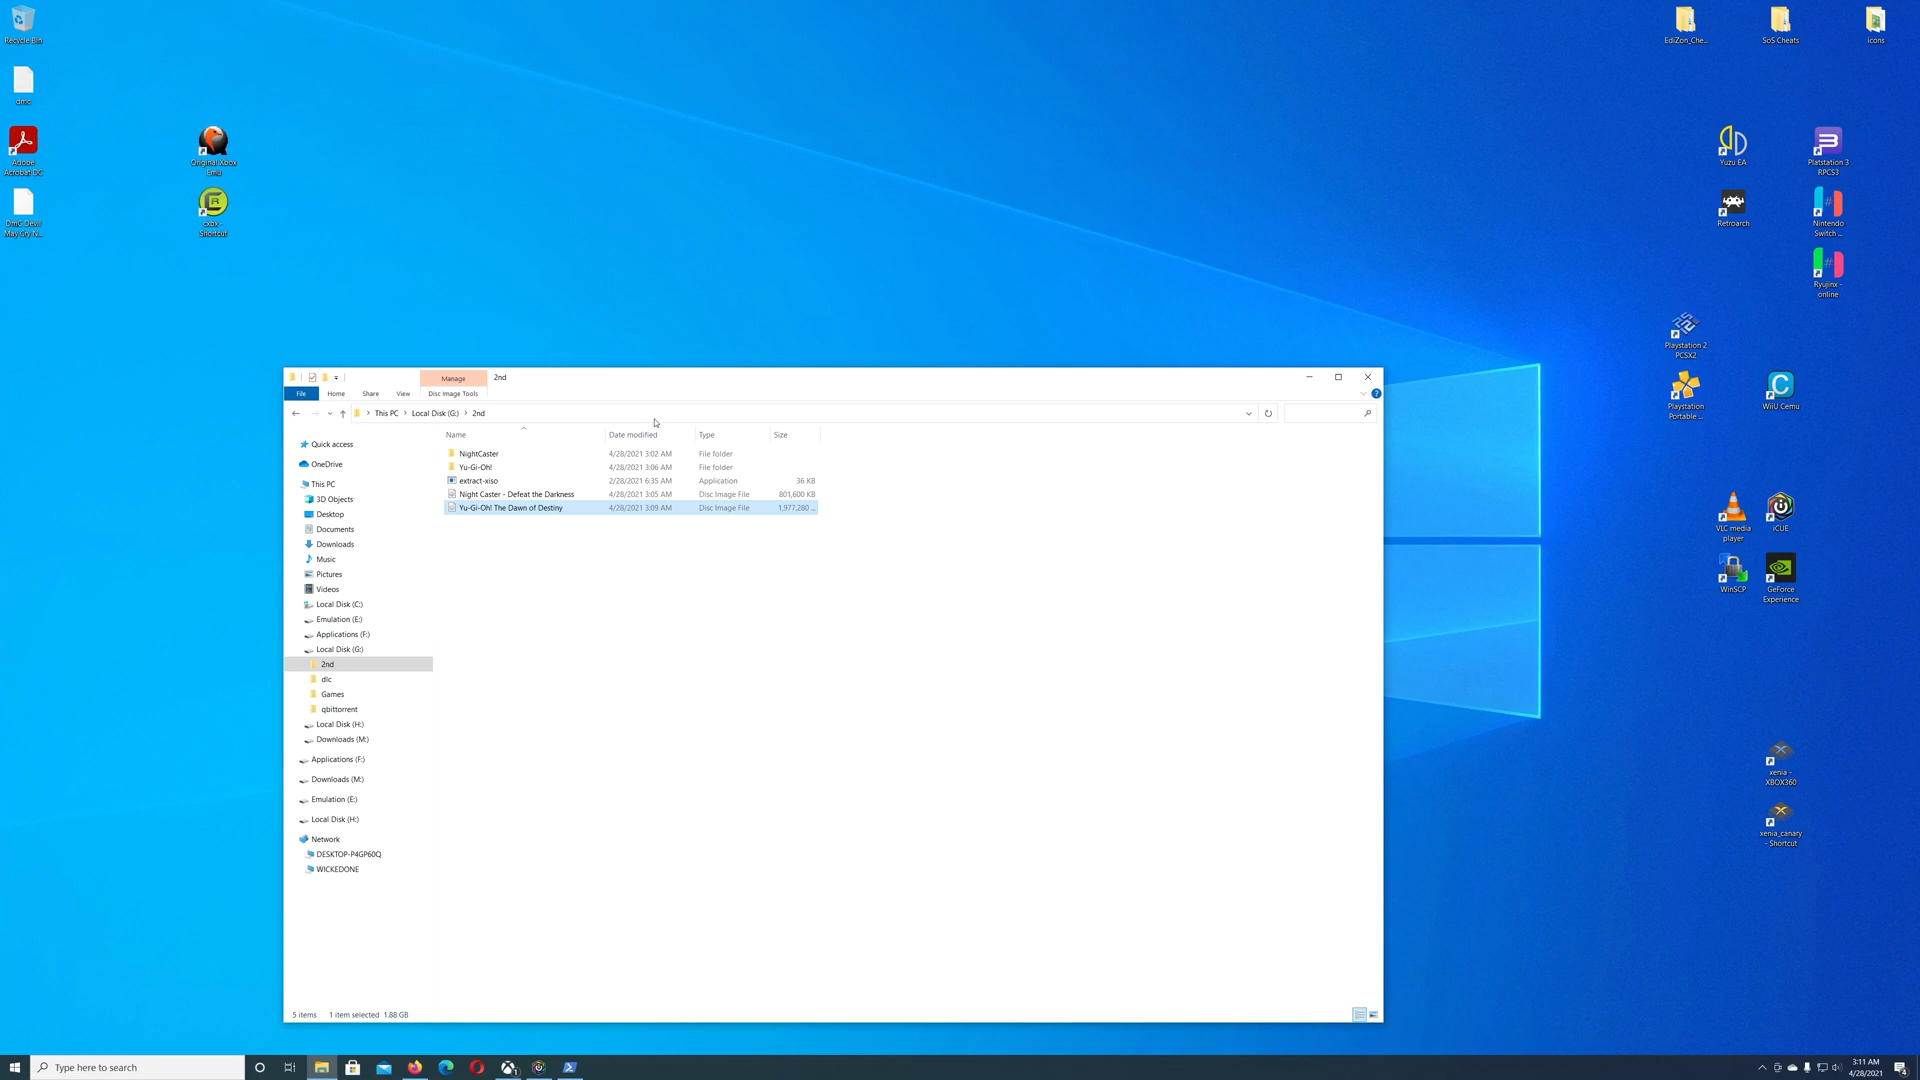 Recycle Bin
dmc
Adobe
Acrobat DC
DmC Devil
May Cry N...
Original Xbox
Emu
cxbx -
Shortcut
EdiZon_Che...
SoS Cheats
icons
Yuzu EA
Platstation 3
RPCS3
Retroarch
Nintendo
Switch ...
Ryujinx -
online
Playstation 2
PCSX2
Playstation
Portable ...
WiiU Cemu
VLC media
player
iCUE
WinSCP
GeForce
Experience
xenia -
XBOX360
xenia_canary
- Shortcut
Manage
2nd
File
Home
Share
View
Disc Image Tools
This PC
Local Disk (G:)
2nd
Name
Date modified
Type
Size
NightCaster 4/28/2021 3:02 AM File folder
Yu-Gi-Oh! 4/28/2021 3:06 AM File folder
extract-xiso 2/28/2021 6:35 AM Application 36 KB
Night Caster - Defeat the Darkness 4/28/2021 3:05 AM Disc Image File 801,600 KB
Yu-Gi-Oh! The Dawn of Destiny 4/28/2021 3:09 AM Disc Image File 1,977,280 ...
Quick access
OneDrive
This PC
3D Objects
Desktop
Documents
Downloads
Music
Pictures
Videos
Local Disk (C:)
Emulation (E:)
Applications (F:)
Local Disk (G:)
2nd
dlc
Games
qbittorrent
Local Disk (H:)
Downloads (M:)
Applications (F:)
Downloads (M:)
Emulation (E:)
Local Disk (H:)
Network
DESKTOP-P4GP60Q
WICKEDONE
5 items 1 item selected 1.88 GB
Type here to search
3:11 AM
4/28/2021